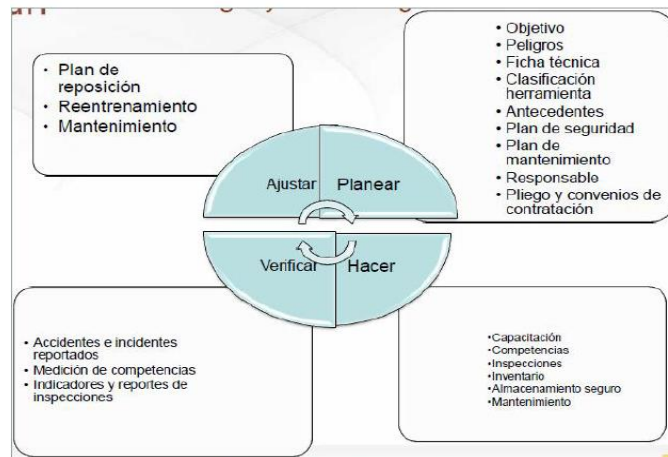 • Plan de
reposición
• Reentrenamiento
• Mantenimiento
• Objetivo
• Peligros
• Ficha técnica
• Clasificación
herramienta
• Antecedentes
• Plan de seguridad
• Plan de
mantenimiento
• Responsable
• Pliego y convenios de
contratación
Ajustar
Planear
Verificar
Hacer
• Accidentes e incidentes
reportados
• Medición de competencias
• Indicadores y reportes de
inspecciones
•Capacitación
•Competencias
•Inspecciones
•Inventario
•Almacenamiento seguro
•Mantenimiento